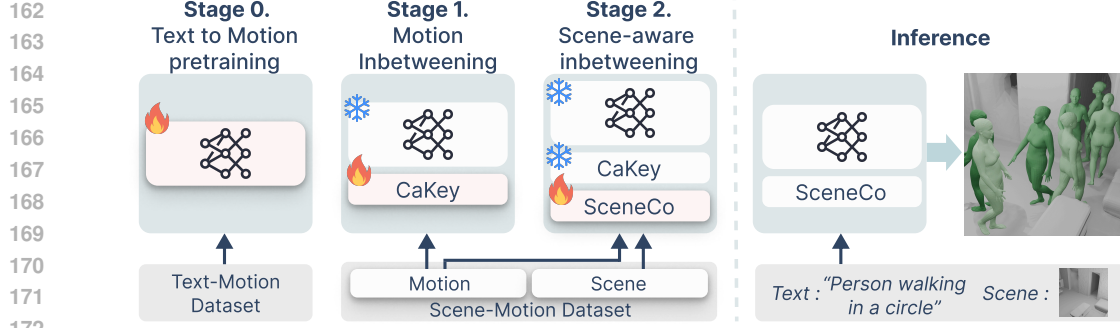 162
163
164
165
166
167
168
169
170
171
172
Stage 0.
Text to Motion
pretraining
Text-Motion
Dataset
Stage 1.
Motion
Inbetweening
CaKey
Stage 2.
Scene-aware
inbetweening
CaKey
SceneCo
Motion
Scene
Scene-Motion Dataset
Inference
SceneCo
Text : “Person walking
in a circle”
Scene :